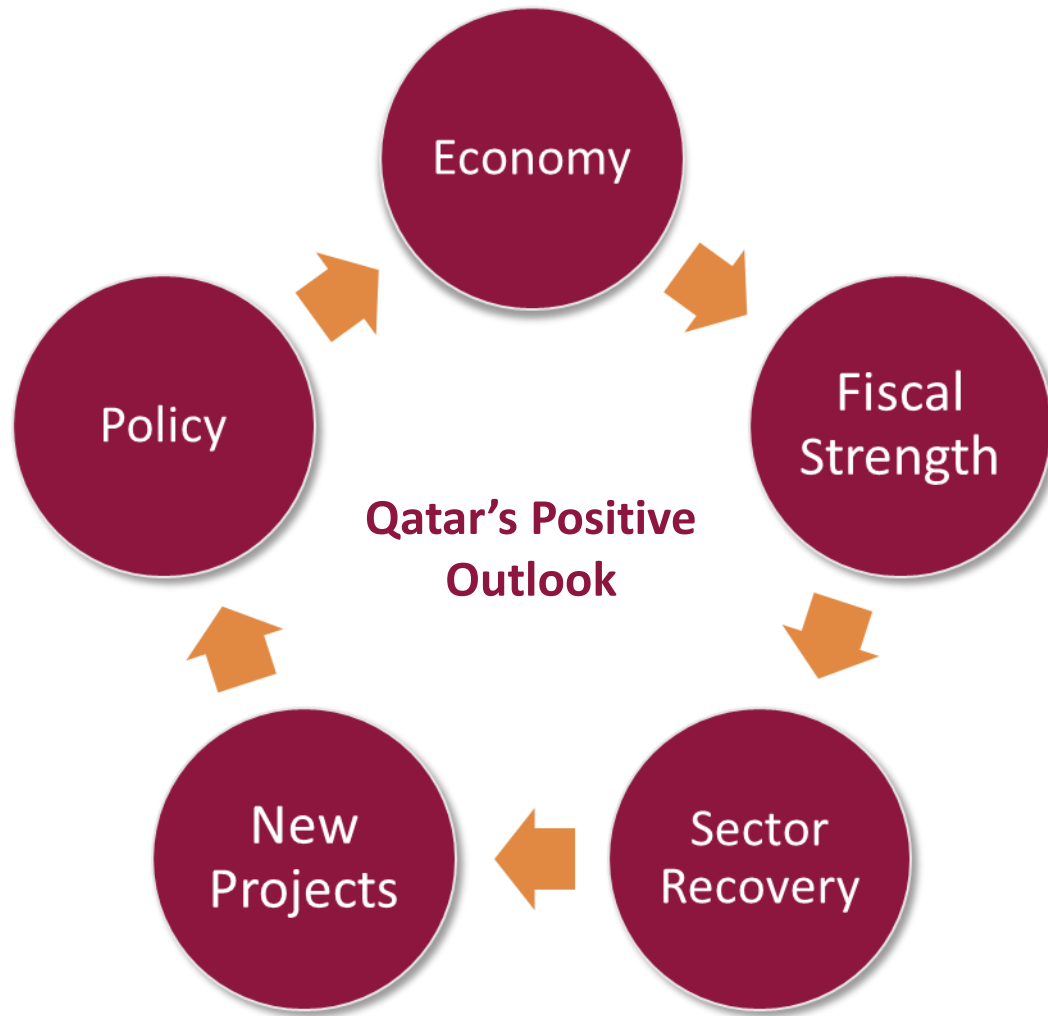 Economy
Fiscal
Strength
Sector
Recovery
New
Projects
Policy
Qatar’s Positive
Outlook